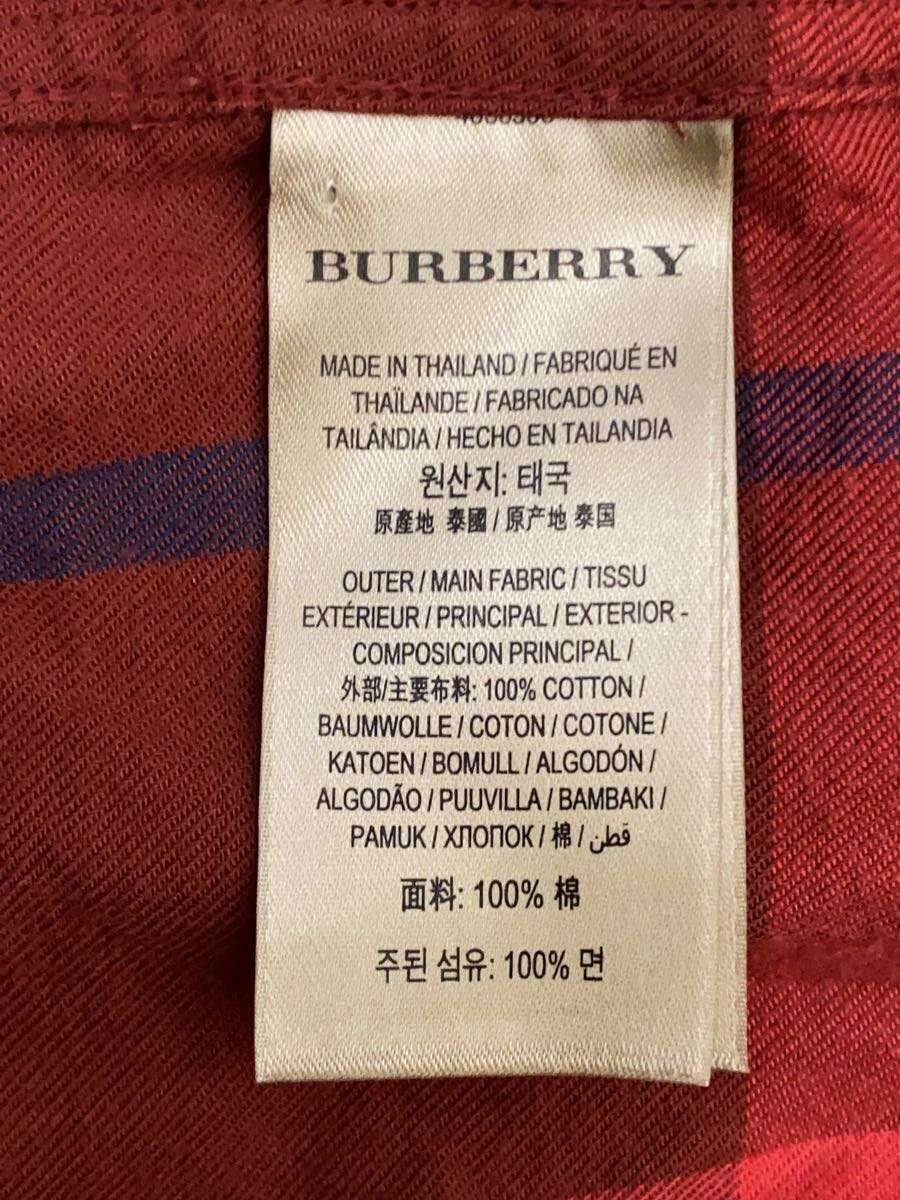 BURBERRY
MADE IN THAILAND / FABRIQUÉ EN
THAÏLANDE / FABRICADO NA
TAILÂNDIA / HECHO EN TAILANDIA
원산지: 태국
原產地 泰國 / 原产地 泰国
OUTER / MAIN FABRIC / TISSU
EXTÉRIEUR / PRINCIPAL / EXTERIOR -
COMPOSICION PRINCIPAL /
外部/主要布料: 100% COTTON /
BAUMWOLLE / COTON / COTONE /
KATOEN / BOMULL / ALGODÓN /
ALGODÃO / PUUVILLA / BAMBAKI /
PAMUK / ХЛОПОК / 棉 / قطن
面料: 100% 棉
주된 섬유: 100% 면